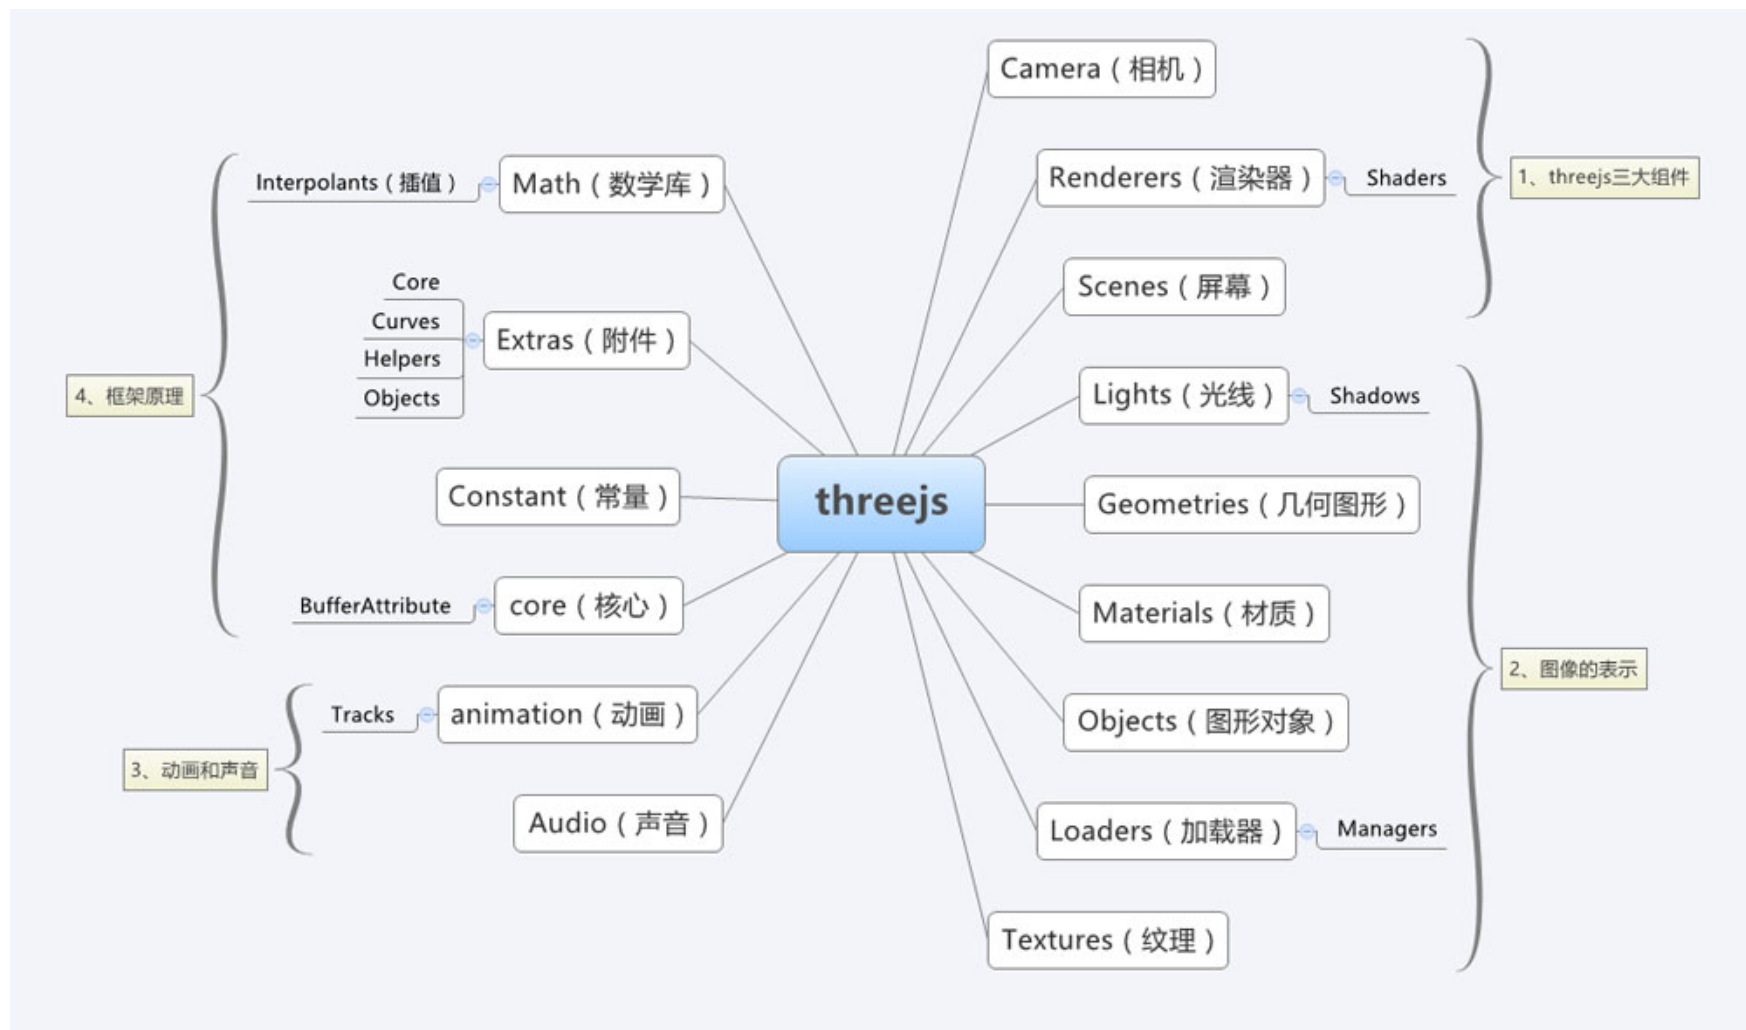 threejs
Camera（相机）
Renderers（渲染器）
Shaders
Scenes（屏幕）
1、threejs三大组件
Lights（光线）
Shadows
Geometries（几何图形）
Materials（材质）
Objects（图形对象）
Loaders（加载器）
Managers
Textures（纹理）
2、图像的表示
Math（数学库）
Interpolants（插值）
Extras（附件）
Core
Curves
Helpers
Objects
Constant（常量）
core（核心）
BufferAttribute
4、框架原理
animation（动画）
Tracks
Audio（声音）
3、动画和声音